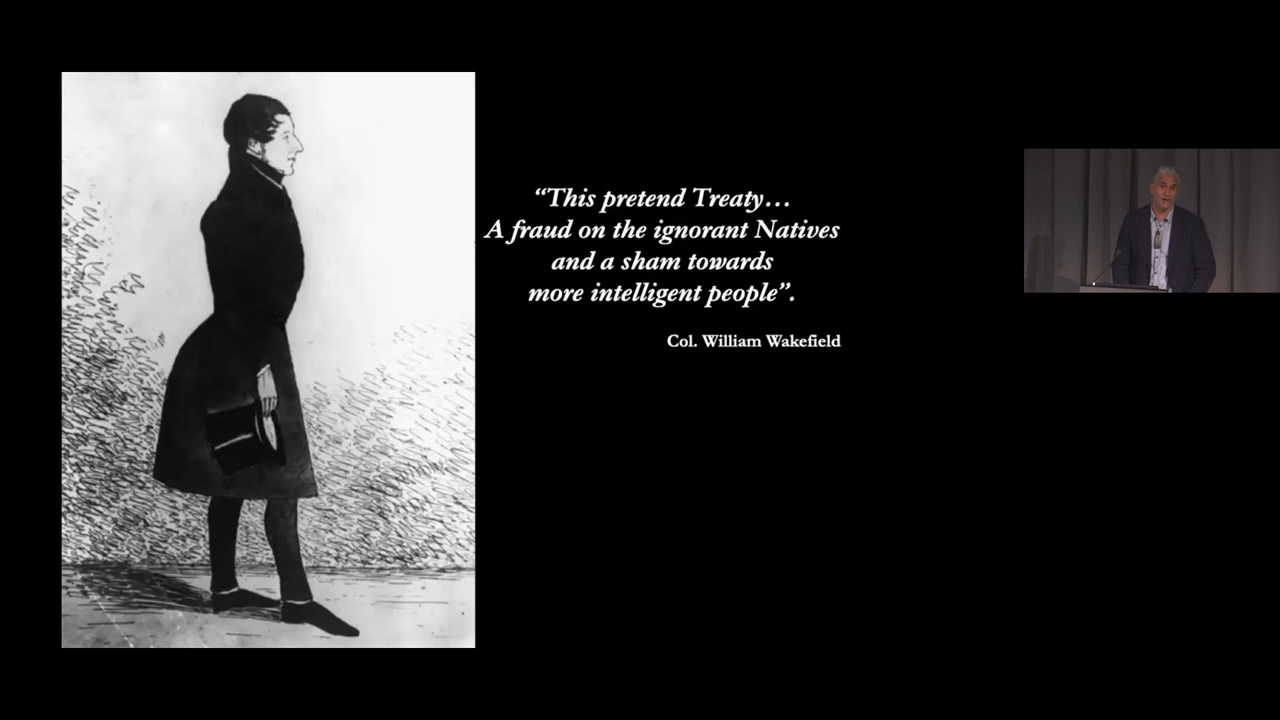 “This pretend Treaty…
A fraud on the ignorant Natives
and a sham towards
more intelligent people”.
Col. William Wakefield